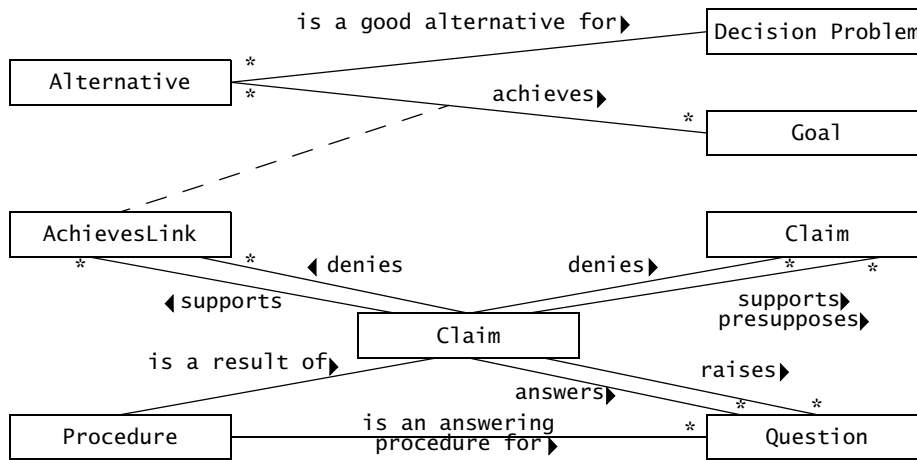 is a good alternative for▶
Decision Problem
*
Alternative
*
achieves▶
*
Goal
AchievesLink
Claim
*
*
◀ denies
denies▶
*
*
◀supports
supports▶
presupposes▶
Claim
is a result of▶
raises▶
answers▶
*
*
Procedure
is an answering
procedure for▶
*
Question